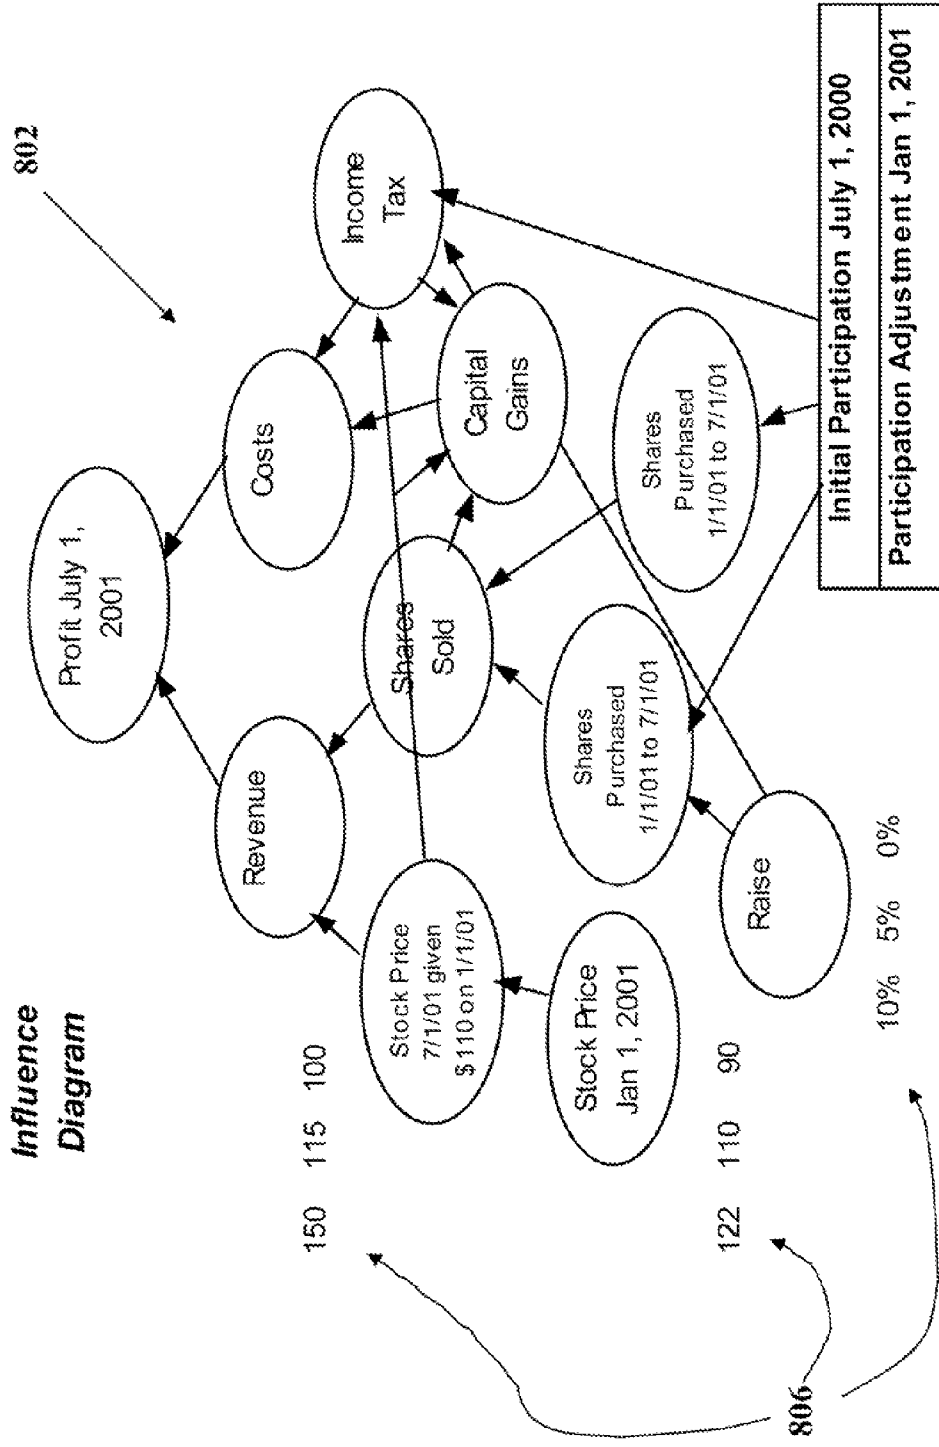 Influence
Diagram
802
Profit July 1,
2001
Revenue
Costs
150 115 100
Stock Price
7/1/01 given
$110 on 1/1/01
Shares
Sold
Income
Tax
Capital
Gains
Stock Price
Jan 1, 2001
Shares
Purchased
1/1/01 to 7/1/01
Shares
Purchased
1/1/01 to 7/1/01
122 110 90
Raise
10% 5% 0%
806
Initial Participation July 1, 2000
Participation Adjustment Jan 1, 2001